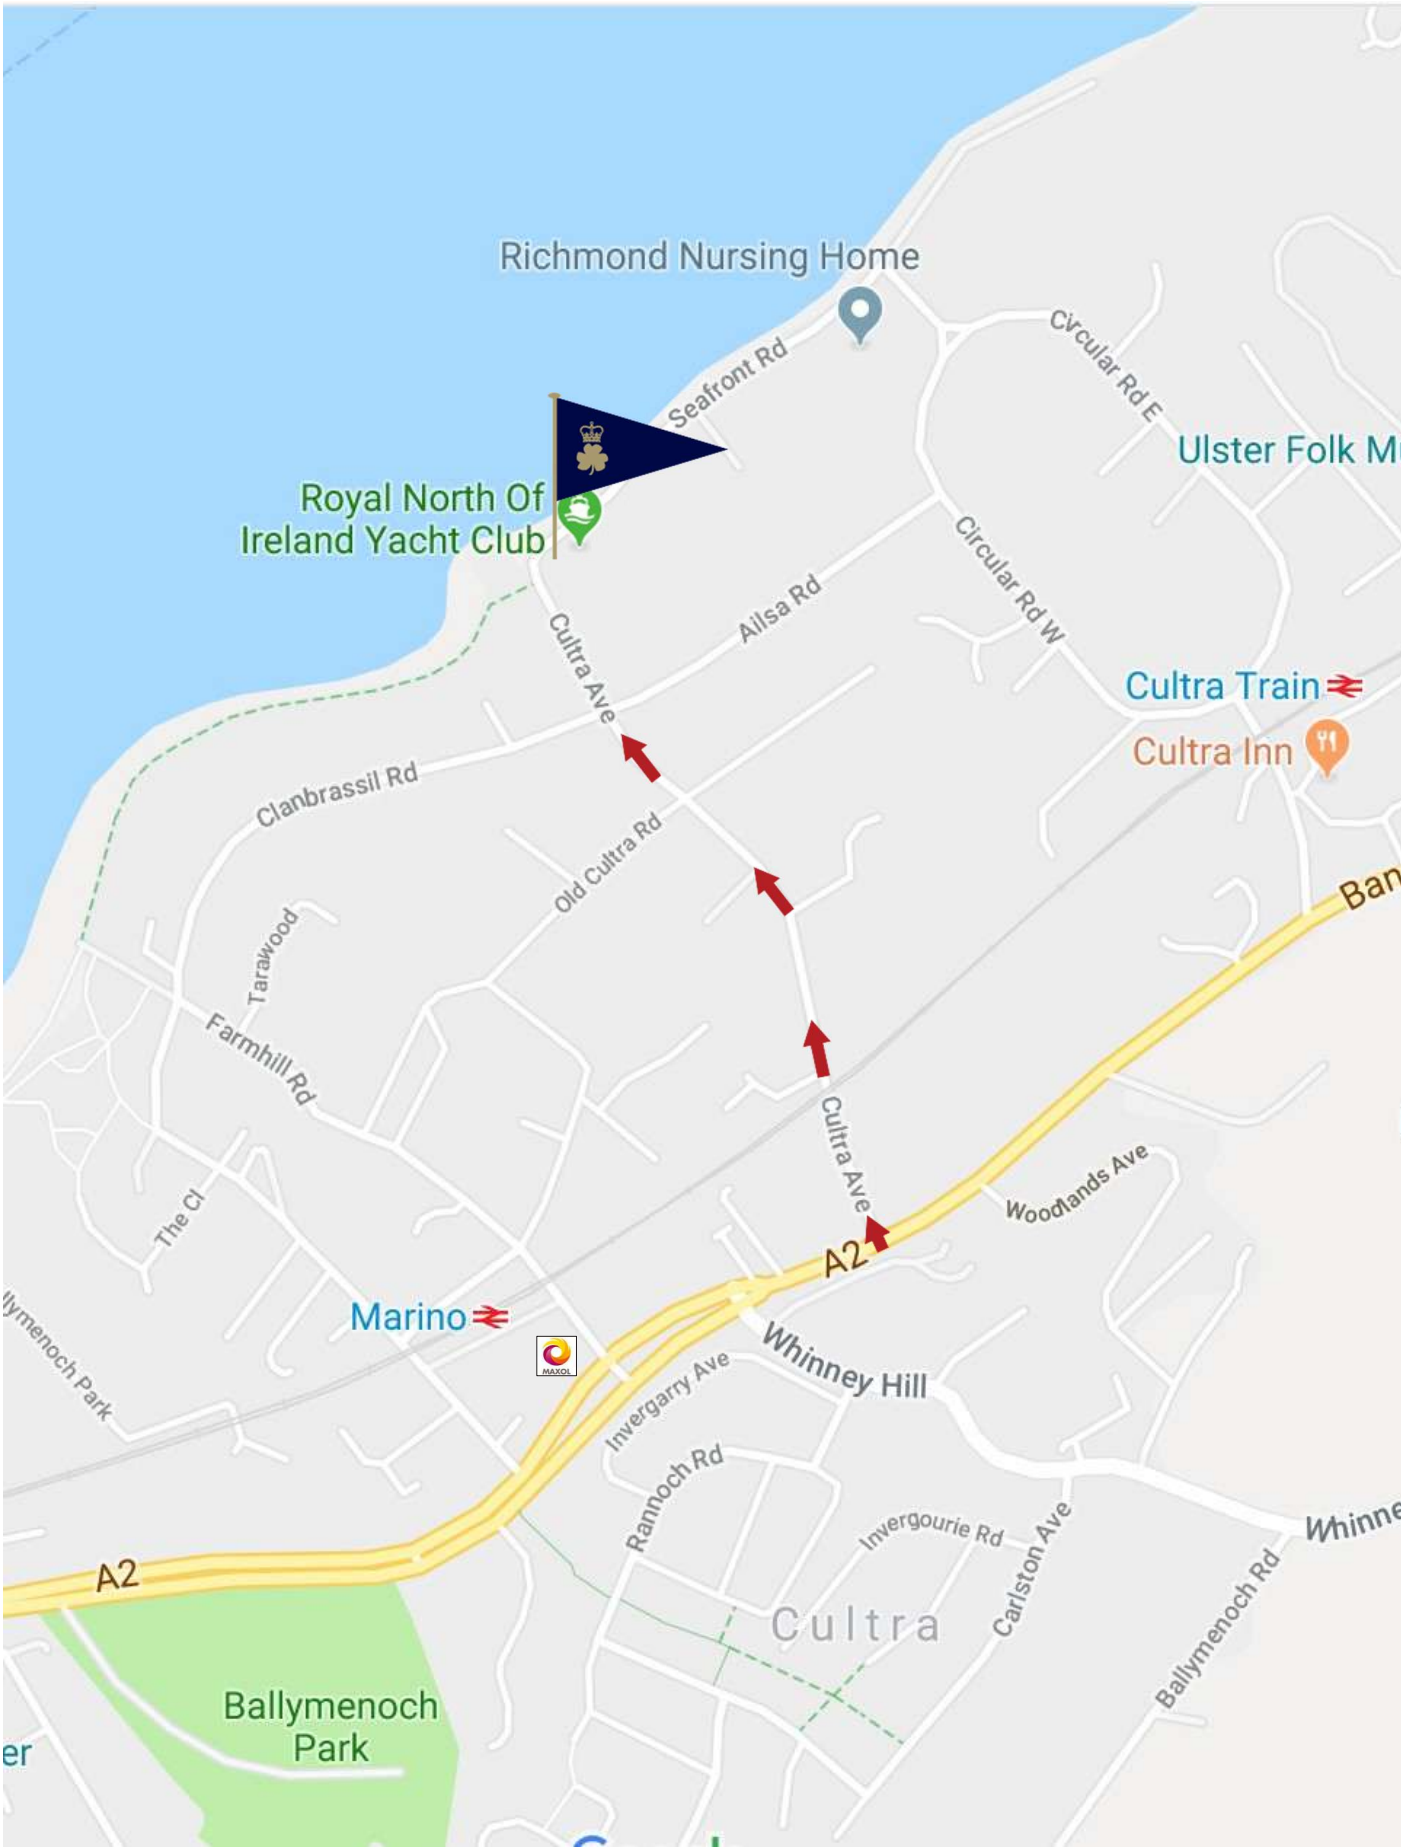 Richmond Nursing Home
Seafront Rd
Circular Rd E
Ulster Folk M
Royal North Of
Ireland Yacht Club
Circular Rd W
Ailsa Rd
Cultra Ave
Cultra Train
Cultra Inn
Clanbrassil Rd
Old Cultra Rd
Ban
Tarawood
Farmhill Rd
Cultra Ave
Woodlands Ave
The Cl
A2
llymenoch Park
Marino
MAXOL
Whinney Hill
Invergarry Ave
Rannoch Rd
Invergourie Rd
Carlston Ave
Whinne
A2
Ballymenoch Rd
Cultra
Ballymenoch
Park
er